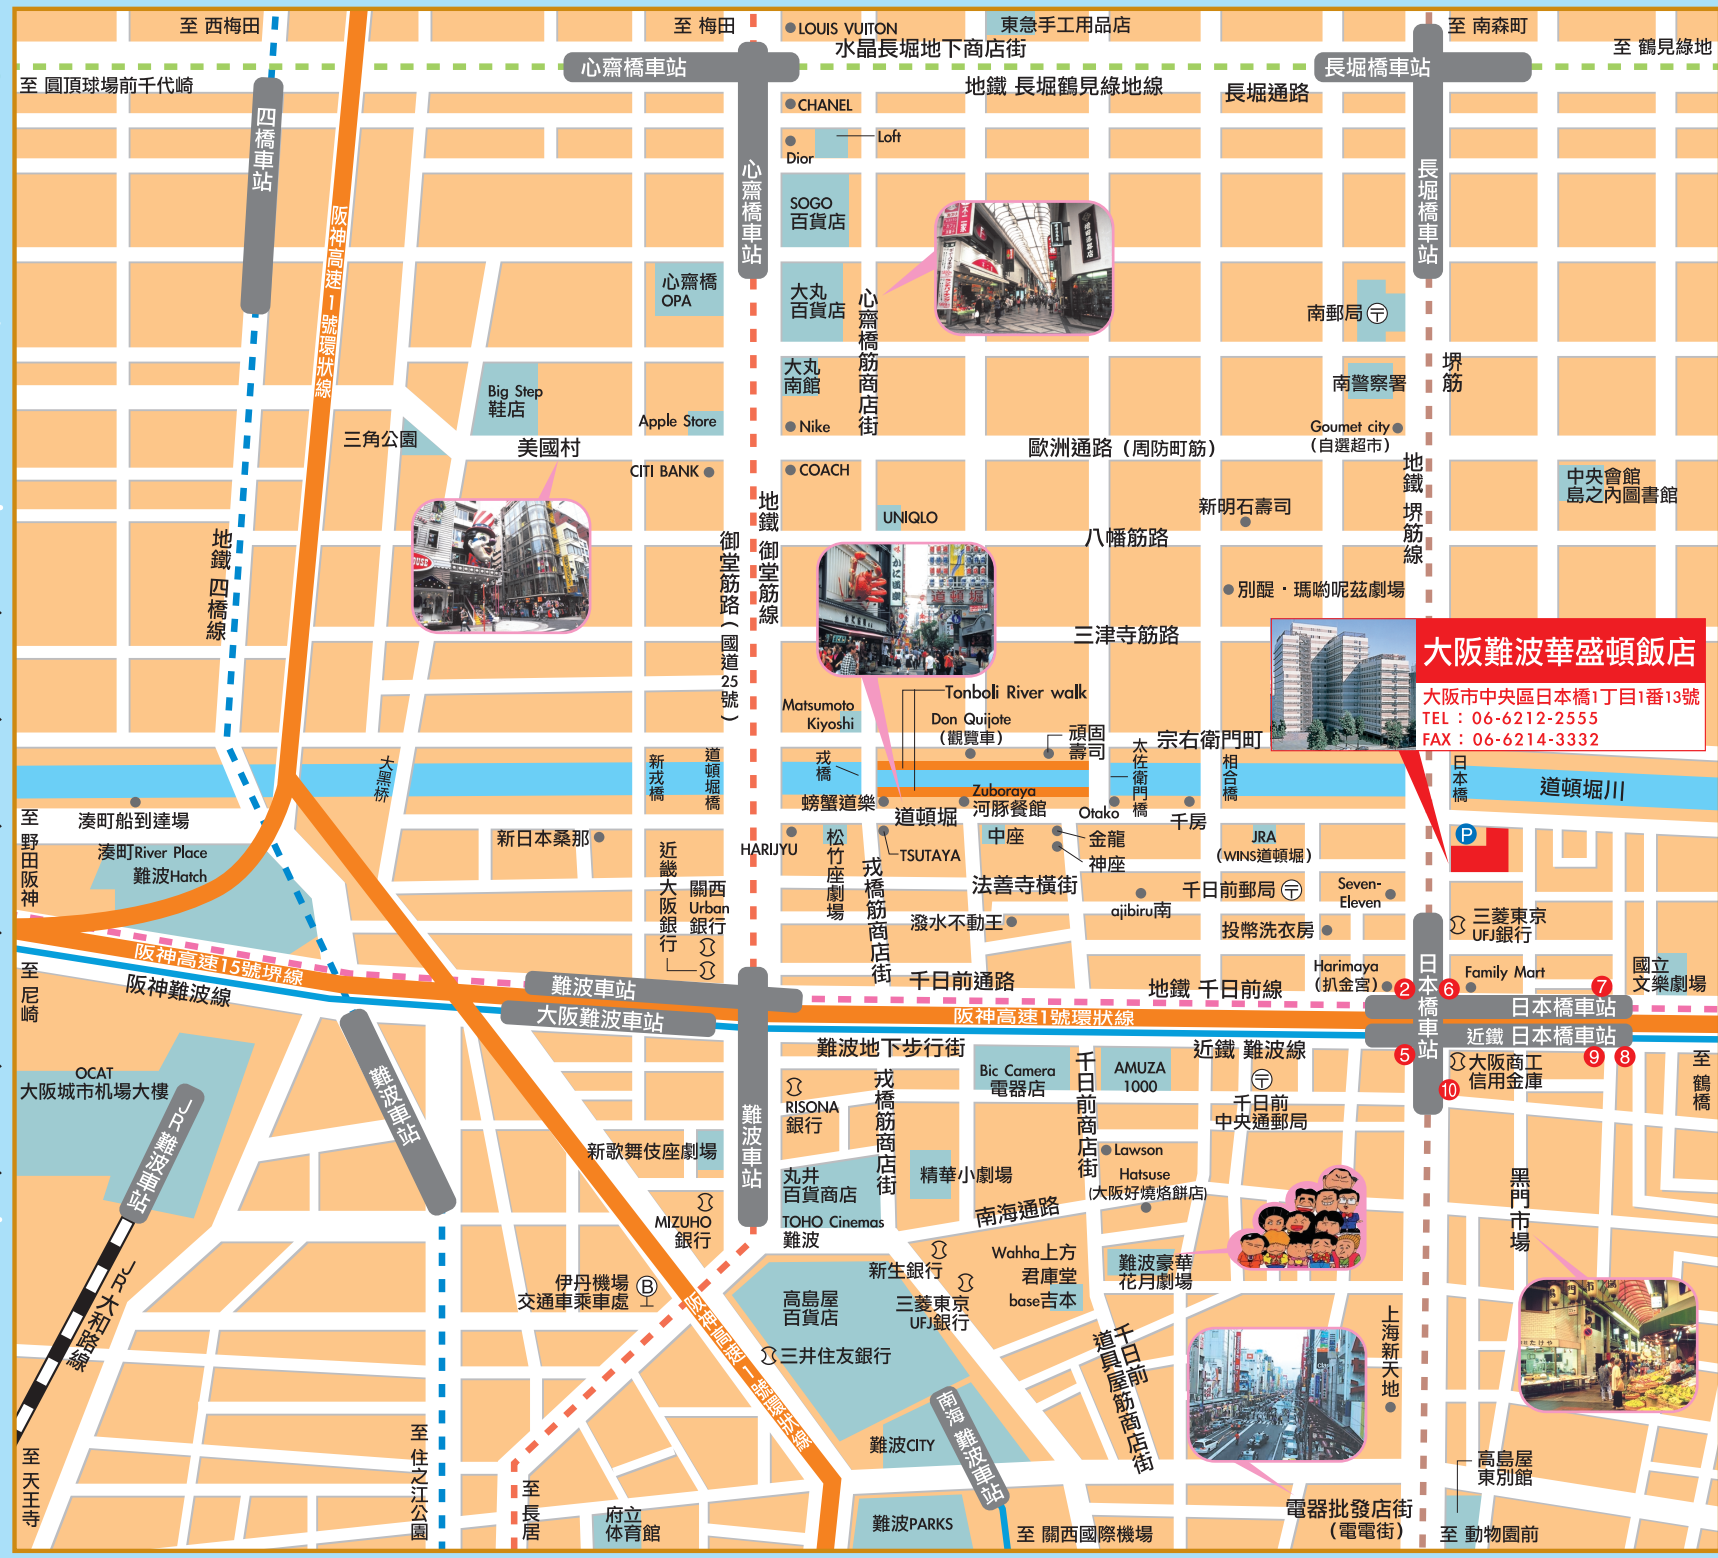 至 西梅田
至 梅田
LOUIS VUITON
東急手工用品店
至 南森町
水晶長堀地下商店街
至 鶴見綠地
心齋橋車站
長堀橋車站
至 圓頂球場前千代崎
地鐵 長堀鶴見綠地線
長堀通路
CHANEL
四橋車站
Loft
Dior
心齋橋車站
長堀橋車站
SOGO
百貨店
阪神高速1號環狀線
心齋橋
OPA
大丸
百貨店
心齋橋筋商店街
南郵局
大丸
南館
南警察署
堺筋
Big Step
鞋店
Apple Store
Nike
Goumet city
(自選超市)
三角公園
美國村
歐洲通路 (周防町筋)
CITI BANK
COACH
地鐵 堺筋線
中央會館
島之內圖書館
地鐵 御堂筋線
新明石壽司
UNIQLO
八幡筋路
地鐵 四橋線
御堂筋路(國道25號)
別醍・瑪喲呢茲劇場
三津寺筋路
大阪難波華盛頓飯店
大阪市中央區日本橋1丁目1番13號
TEL : 06-6212-2555
FAX : 06-6214-3332
道頓堀
Tonboli River walk
Matsumoto
Kiyoshi
Don Quijote
(觀覽車)
頑固
壽司
太佐衛門橋
宗右衛門町
大黑桥
新戎橋
道頓堀橋
戎橋
相合橋
日本橋
道頓堀川
湊町船到達場
螃蟹道樂
Zuboraya
河豚餐館
道頓堀
Otako
千房
至 野田阪神
新日本桑那
HARIJYU
松竹座劇場
TSUTAYA
中座
金龍
神座
JRA
(WINS道頓堀)
P
湊町River Place
難波Hatch
近畿大阪銀行
關西
Urban
銀行
戎橋筋商店街
法善寺橫街
千日前郵局
Seven-
Eleven
ajibiru南
潑水不動王
投幣洗衣房
三菱東京
UFJ銀行
阪神高速15號堺線
至 尼崎
阪神難波線
難波車站
千日前通路
地鐵 千日前線
Harimaya
(扒金宮)
2
日本橋車站
6
Family Mart
7
國立
文樂劇場
大阪難波車站
阪神高速1號環狀線
日本橋車站
近鐵 日本橋車站
難波地下步行街
近鐵 難波線
5
大阪商工
信用金庫
9
8
10
至 鶴橋
OCAT
大阪城市机場大樓
JR 難波車站
難波車站
難波車站
RISONA
銀行
戎橋筋商店街
Bic Camera
電器店
千日前商店街
AMUZA
1000
千日前
中央通郵局
新歌舞伎座劇場
Lawson
丸井
百貨商店
精華小劇場
Hatsuse
(大阪好燒烙餅店)
黑門市場
MIZUHO
銀行
TOHO Cinemas
難波
南海通路
JR大和路線
伊丹機場
交通車乘車處
B
新生銀行
Wahha上方
君庫堂
base吉本
難波豪華
花月劇場
高島屋
百貨店
三菱東京
UFJ銀行
阪神高速1號環狀線
三井住友銀行
千日前
道具屋筋商店街
上海新天地
至 天王寺
至 住之江公園
至 長居
府立
体育館
難波CITY
南海 難波車站
難波PARKS
至 關西國際機場
電器批發店街
(電電街)
高島屋
東別館
至 動物園前